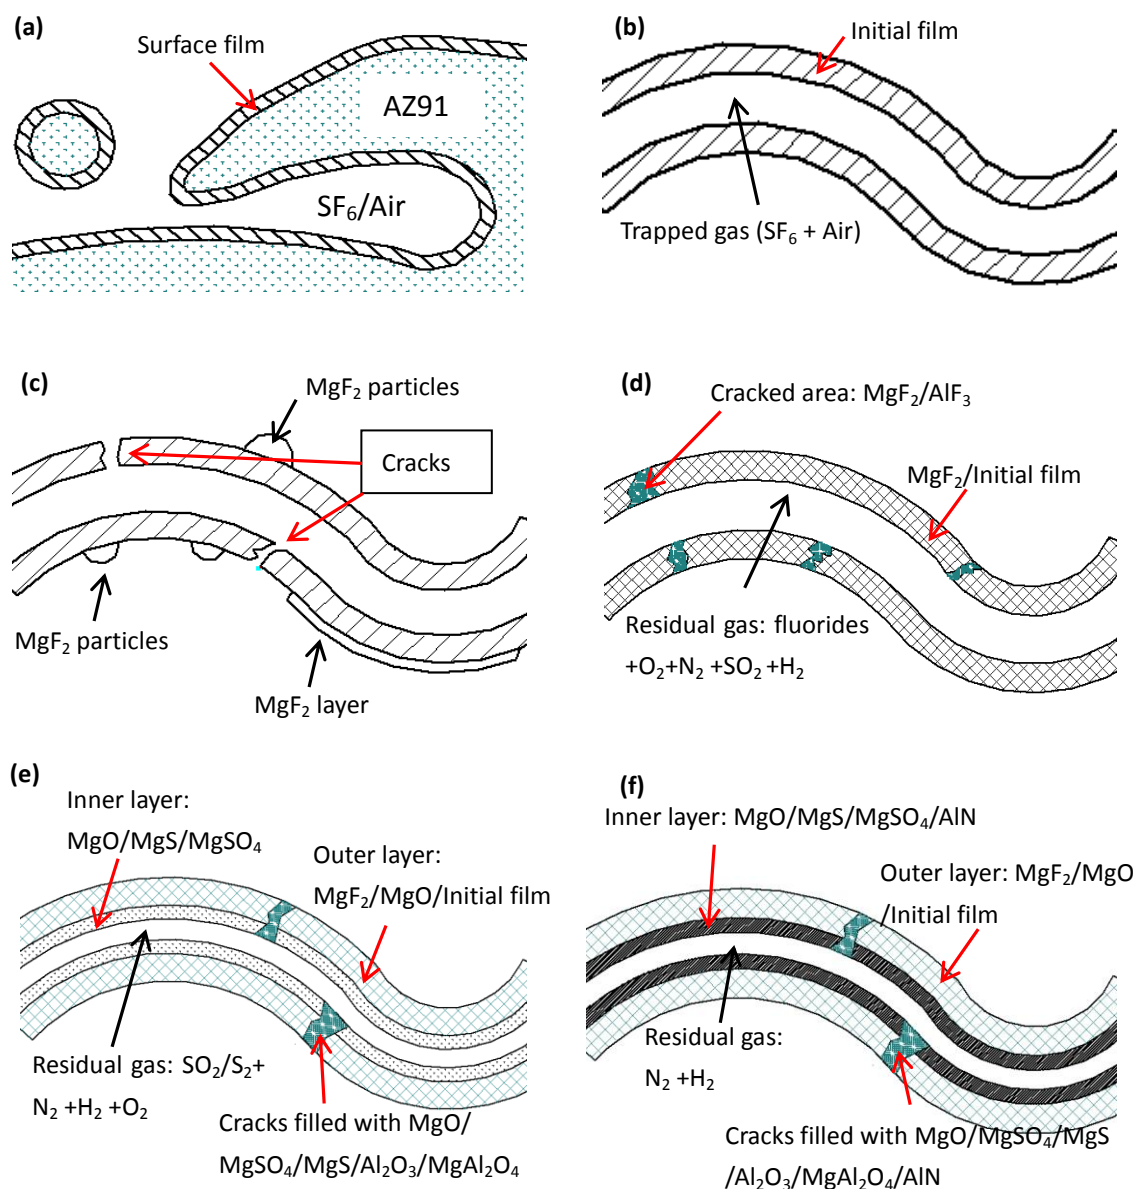 (a)
Surface film
AZ91
SF₆/Air
(b)
Initial film
Trapped gas (SF₆ + Air)
(c)
MgF₂ particles
Cracks
MgF₂ particles
MgF₂ layer
(d)
Cracked area: MgF₂/AlF₃
MgF₂/Initial film
Residual gas: fluorides
+O₂+N₂ +SO₂ +H₂
(e)
Inner layer:
MgO/MgS/MgSO₄
Outer layer:
MgF₂/MgO/Initial film
Residual gas: SO₂/S₂+
N₂ +H₂ +O₂
Cracks filled with MgO/
MgSO₄/MgS/Al₂O₃/MgAl₂O₄
(f)
Inner layer: MgO/MgS/MgSO₄/AlN
Outer layer: MgF₂/MgO
/Initial film
Residual gas:
N₂ +H₂
Cracks filled with MgO/MgSO₄/MgS
/Al₂O₃/MgAl₂O₄/AlN